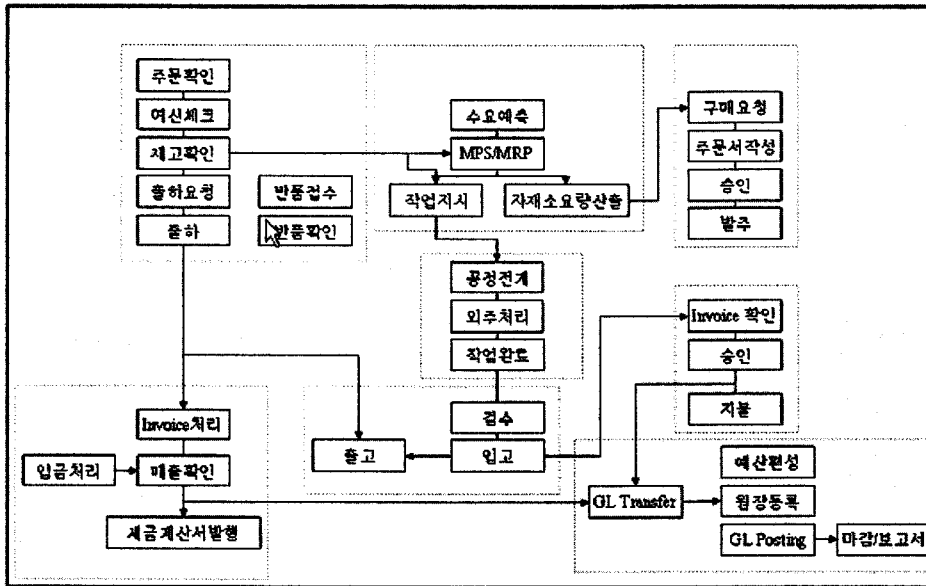 주문확인
여신체크
재고확인
출하요청
출하
반품접수
반품확인
수요예측
MPS/MRP
작업지시
자재소요량산출
구매요청
주문서작성
승인
발주
공정전개
외주처리
작업완료
Invoice 확인
승인
지불
Invoice처리
입금처리
매출확인
세금계산서발행
검수
출고
입고
예산편성
GL Transfer
원장등록
GL Posting
마감/보고서